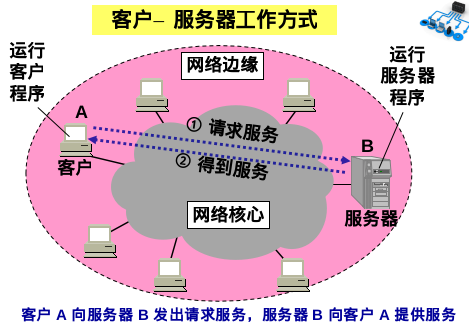 客户– 服务器工作方式
运行
客户
程序
网络边缘
运行
服务器
程序
A
① 请求服务
B
② 得到服务
客户
网络核心
服务器
客户 A 向服务器 B 发出请求服务，服务器 B 向客户 A 提供服务